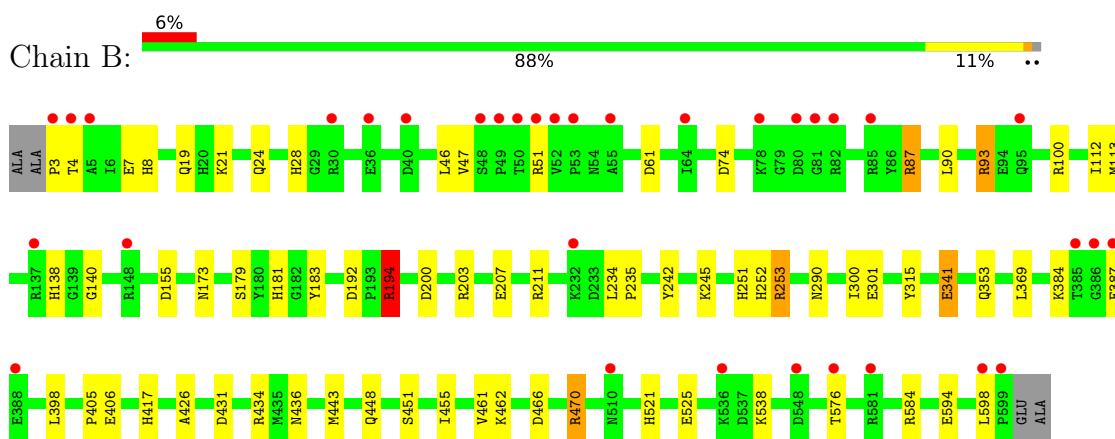 6%
Chain B:
88% 11% ••
ALA ALA P3 T4 A5 I6 E7 H8 Q19 H20 K21 Q24 H28 G29 R30 E36 D40 L46 V47 S48 P49 T50 R51 V52 P53 N54 A55 D61 I64 D74 K78 G79 D80 G81 R82 R85 Y86 R87 L90 R93 E94 Q95 R100 I112 M113
R137 H138 G139 G140 R148 D155 N173 S179 Y180 H181 G182 Y183 D192 P193 R194 D200 R203 E207 R211 K232 D233 L234 P235 Y242 K245 H251 H252 R253 N290 I300 E301 Y315 E341 Q353 L369 K384 T385 G386 E387
E388 L398 P405 E406 H417 A426 D431 R434 M435 N436 M443 Q448 S451 I455 V461 K462 D466 R470 N510 H521 E525 K536 D537 K538 D548 T576 R581 R584 E594 L598 P599 GLU ALA